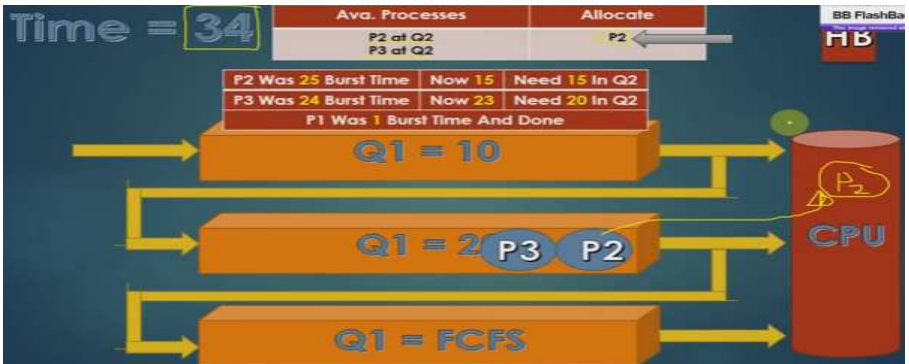 Time = 34
Ava. Processes Allocate
P2 at Q2 P2
P3 at Q2
BB FlashBa
HB
P2 Was 25 Burst Time Now 15 Need 15 In Q2
P3 Was 24 Burst Time Now 23 Need 20 In Q2
P1 Was 1 Burst Time And Done
Q1 = 10
P2
CPU
Q1 = 2
P3 P2
Q1 = FCFS